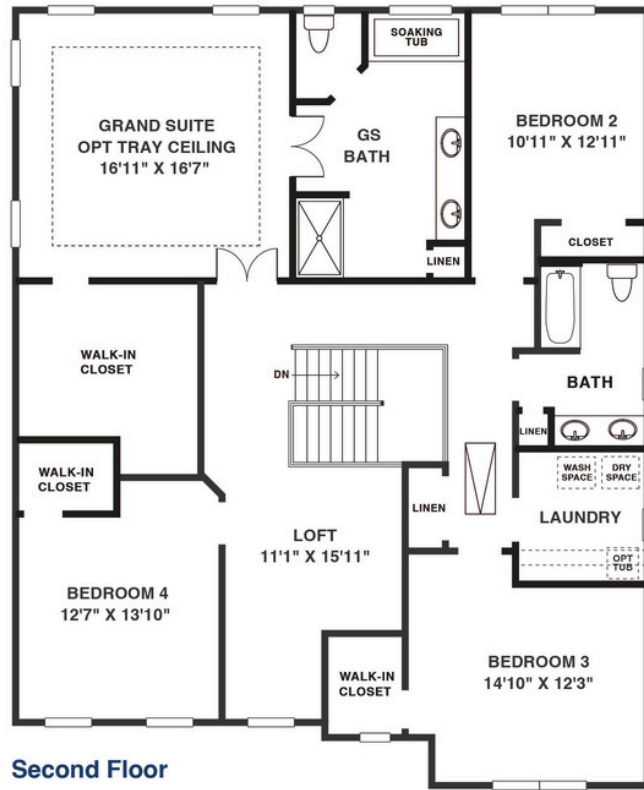 SOAKING
TUB
GRAND SUITE
OPT TRAY CEILING
16'11" X 16'7"
GS
BATH
BEDROOM 2
10'11" X 12'11"
CLOSET
LINEN
WALK-IN
CLOSET
DN
BATH
LINEN
WALK-IN
CLOSET
WASH
SPACE
DRY
SPACE
LINEN
LAUNDRY
LOFT
11'1" X 15'11"
OPT
TUB
BEDROOM 4
12'7" X 13'10"
WALK-IN
CLOSET
BEDROOM 3
14'10" X 12'3"
Second Floor